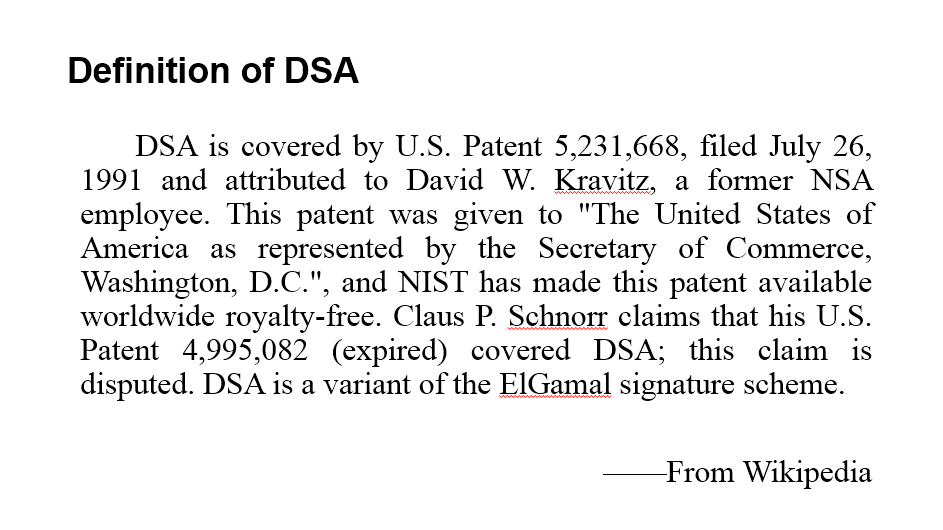 Definition of DSA
DSA is covered by U.S. Patent 5,231,668, filed July 26,
1991 and attributed to David W. Kravitz, a former NSA
employee. This patent was given to "The United States of
America as represented by the Secretary of Commerce,
Washington, D.C.", and NIST has made this patent available
worldwide royalty-free. Claus P. Schnorr claims that his U.S.
Patent 4,995,082 (expired) covered DSA; this claim is
disputed. DSA is a variant of the ElGamal signature scheme.
——From Wikipedia